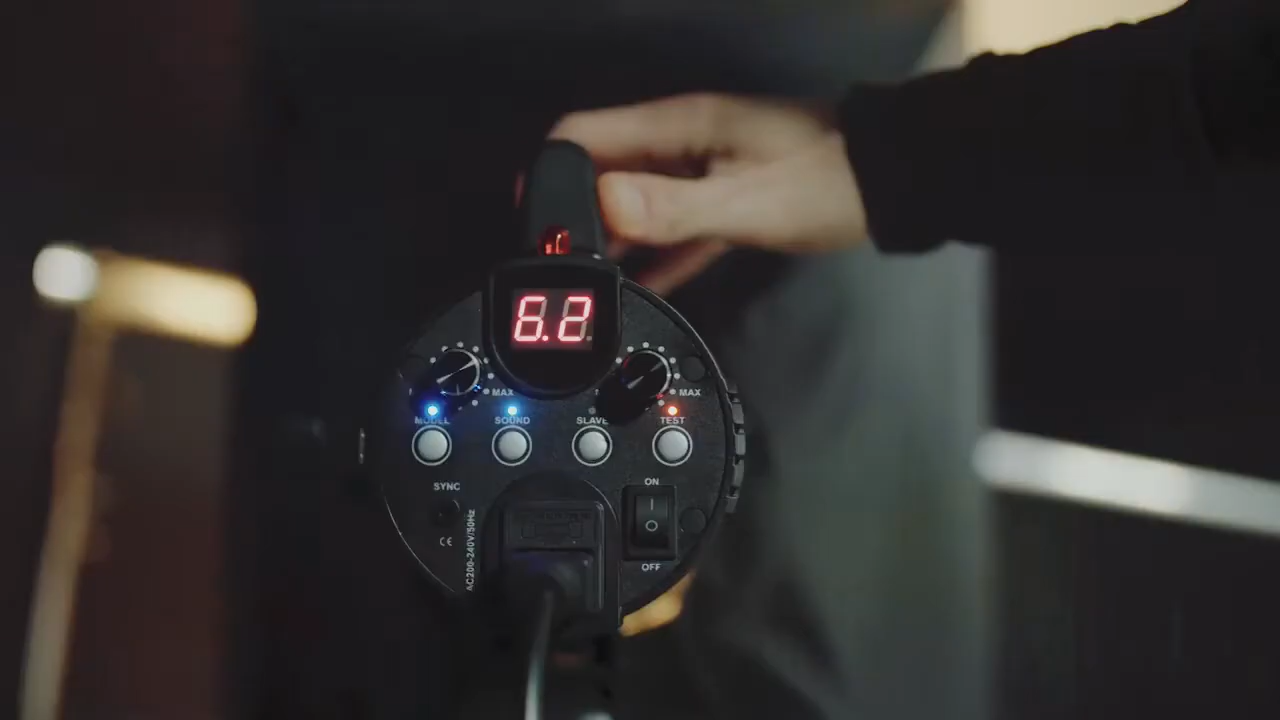 6.2
MAX
MAX
MODEL SOUND SLAVE TEST
SYNC
ON
CE
AC200-240V/50Hz
OFF